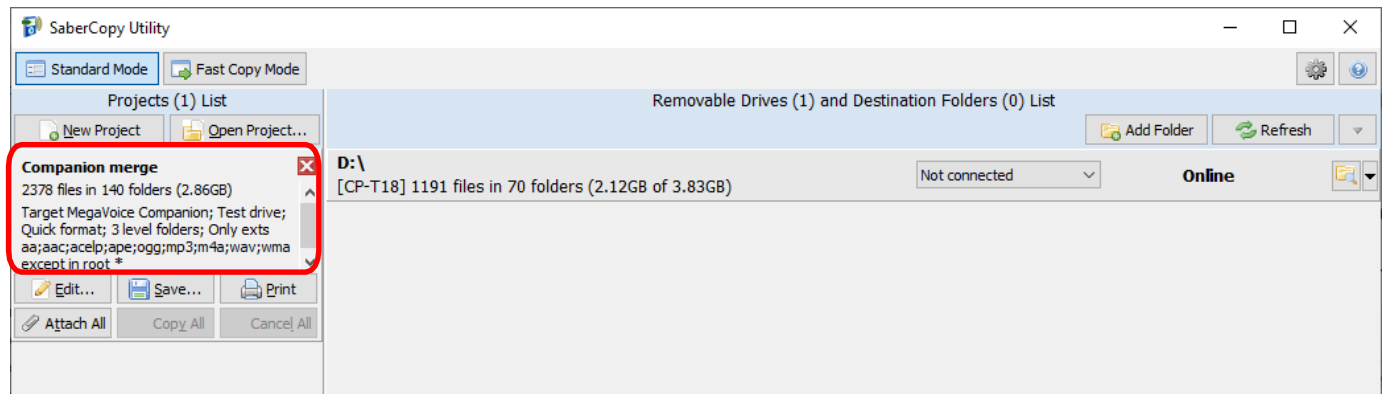 SaberCopy Utility
Standard Mode Fast Copy Mode
Projects (1) List
Removable Drives (1) and Destination Folders (0) List
New Project Open Project...
Add Folder Refresh
Companion merge
2378 files in 140 folders (2.86GB)
Target MegaVoice Companion; Test drive;
Quick format; 3 level folders; Only exts
aa;aac;acelp;ape;ogg;mp3;m4a;wav;wma
except in root *
D:\
[CP-T18] 1191 files in 70 folders (2.12GB of 3.83GB)
Not connected
Online
Edit... Save... Print
Attach All Copy All Cancel All